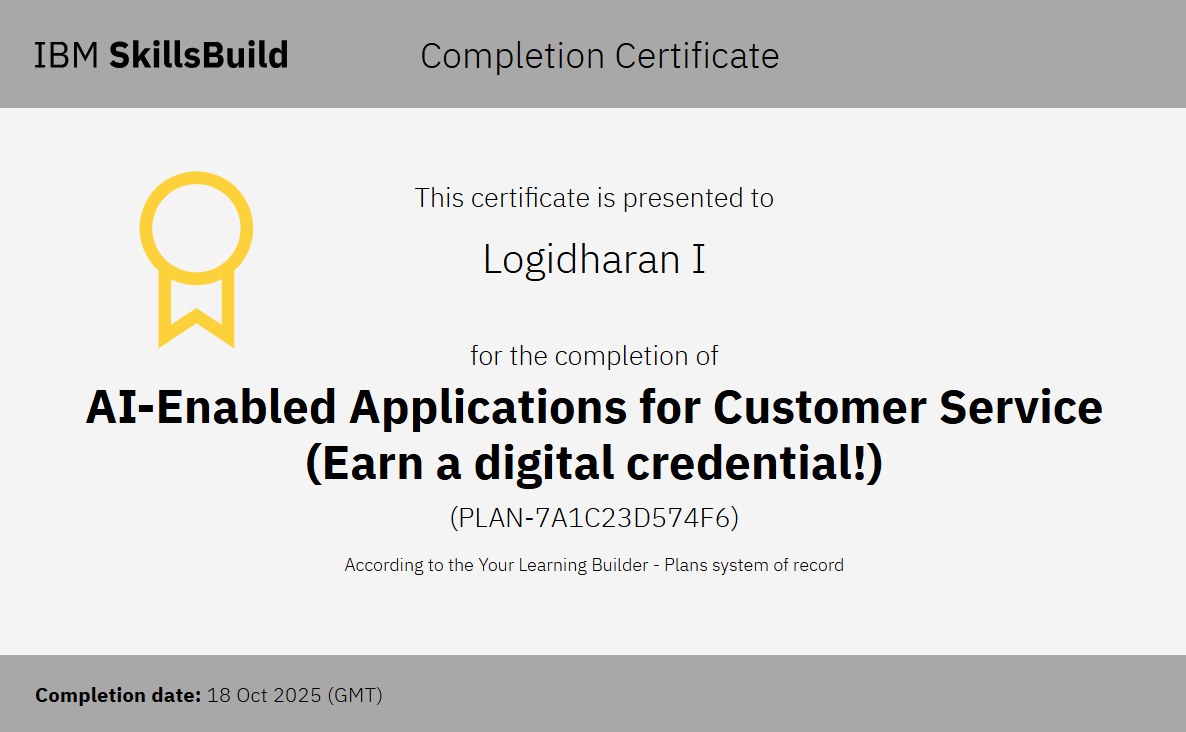 IBM SkillsBuild
Completion Certificate
This certificate is presented to
Logidharan I
for the completion of
AI-Enabled Applications for Customer Service
(Earn a digital credential!)
(PLAN-7A1C23D574F6)
According to the Your Learning Builder - Plans system of record
Completion date: 18 Oct 2025 (GMT)